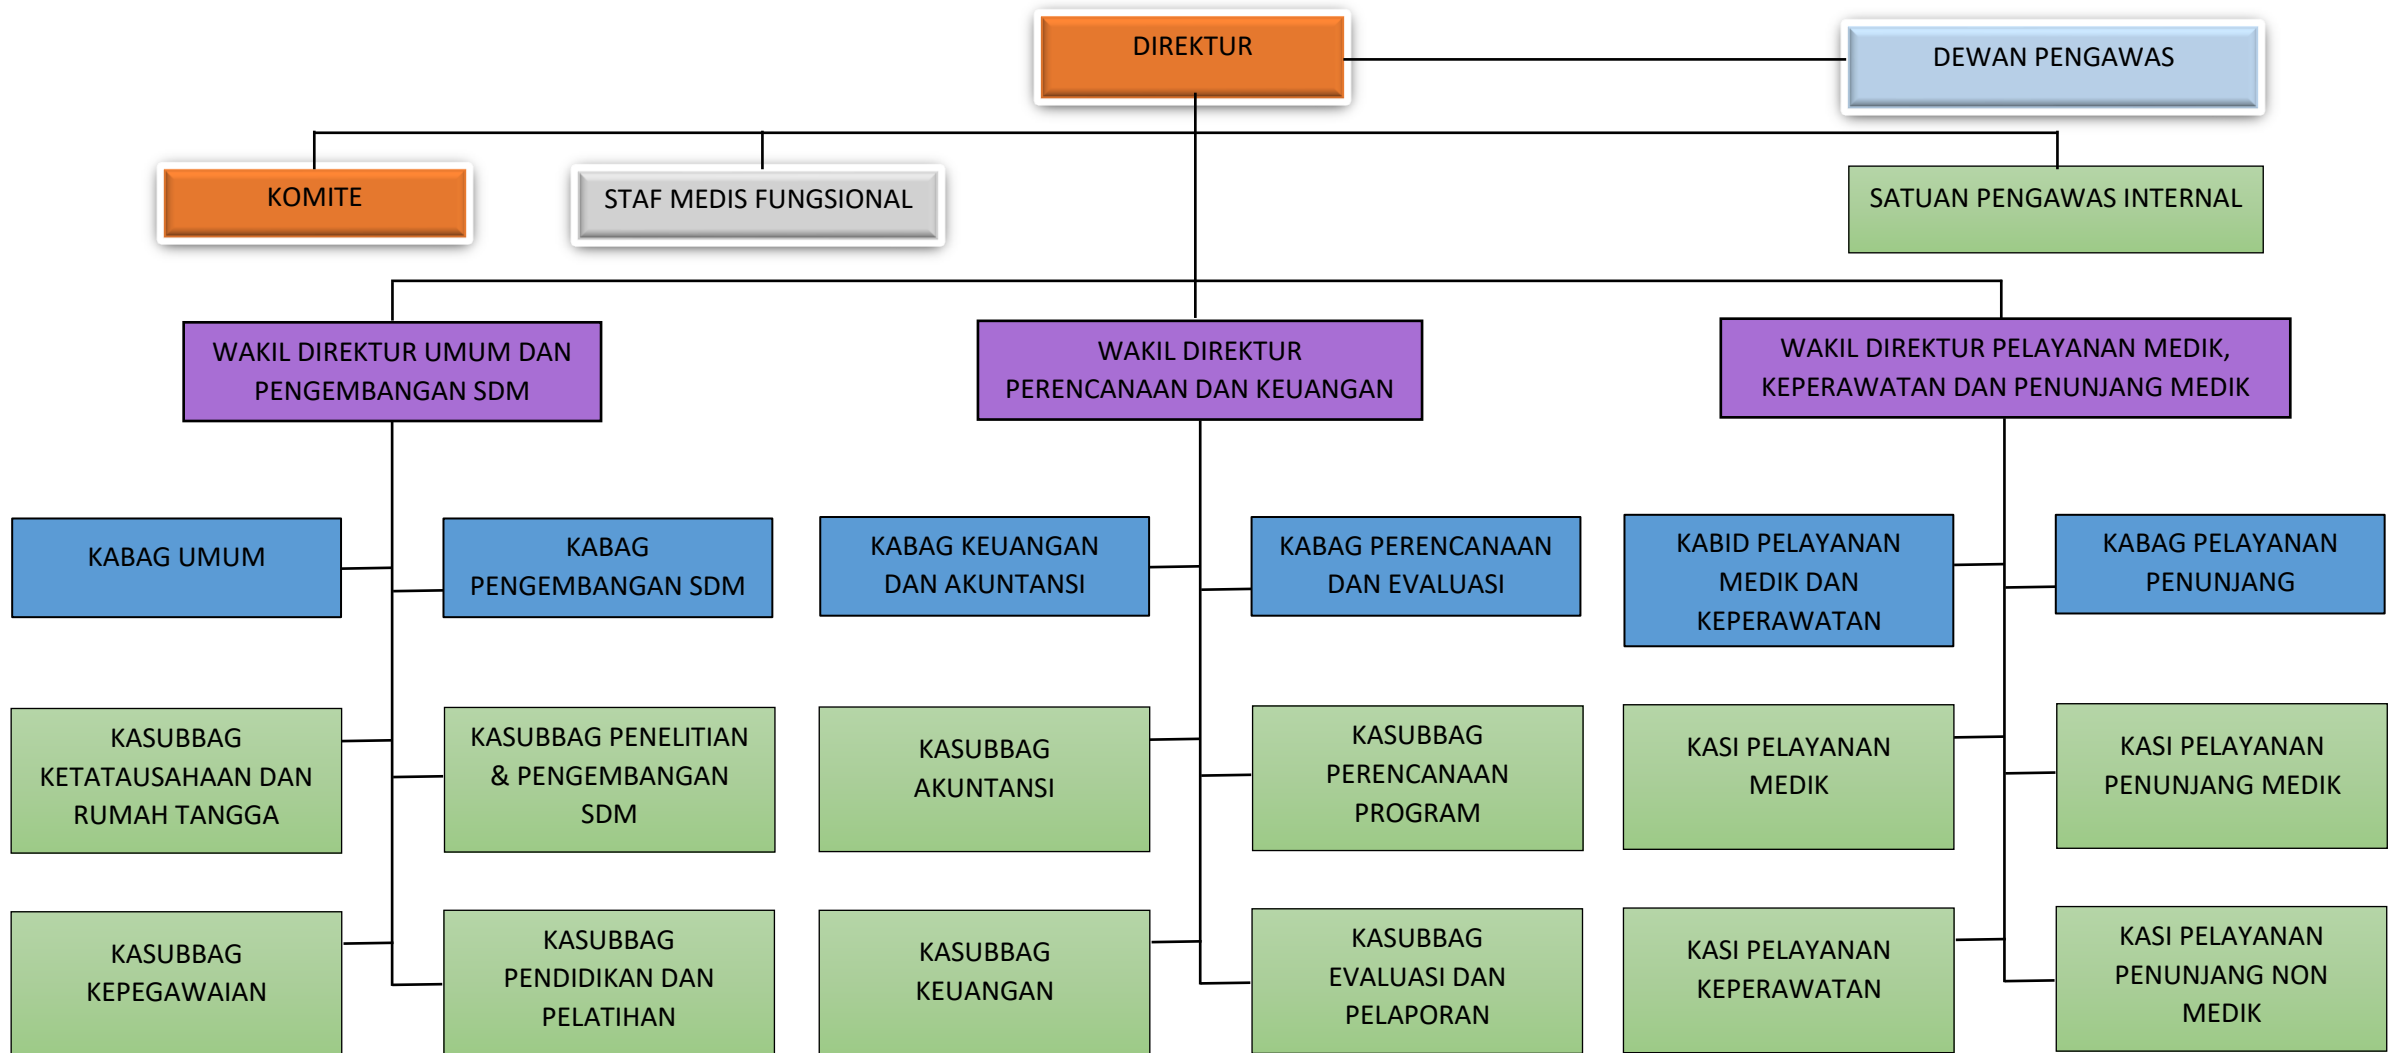 DIREKTUR
DEWAN PENGAWAS
KOMITE
STAF MEDIS FUNGSIONAL
SATUAN PENGAWAS INTERNAL
WAKIL DIREKTUR UMUM DAN
PENGEMBANGAN SDM
WAKIL DIREKTUR
PERENCANAAN DAN KEUANGAN
WAKIL DIREKTUR PELAYANAN MEDIK,
KEPERAWATAN DAN PENUNJANG MEDIK
KABAG UMUM
KABAG
PENGEMBANGAN SDM
KABAG KEUANGAN
DAN AKUNTANSI
KABAG PERENCANAAN
DAN EVALUASI
KABID PELAYANAN
MEDIK DAN
KEPERAWATAN
KABAG PELAYANAN
PENUNJANG
KASUBBAG
KETATAUSAHAAN DAN
RUMAH TANGGA
KASUBBAG PENELITIAN
& PENGEMBANGAN
SDM
KASUBBAG
AKUNTANSI
KASUBBAG
PERENCANAAN
PROGRAM
KASI PELAYANAN
MEDIK
KASI PELAYANAN
PENUNJANG MEDIK
KASUBBAG
KEPEGAWAIAN
KASUBBAG
PENDIDIKAN DAN
PELATIHAN
KASUBBAG
KEUANGAN
KASUBBAG
EVALUASI DAN
PELAPORAN
KASI PELAYANAN
KEPERAWATAN
KASI PELAYANAN
PENUNJANG NON
MEDIK